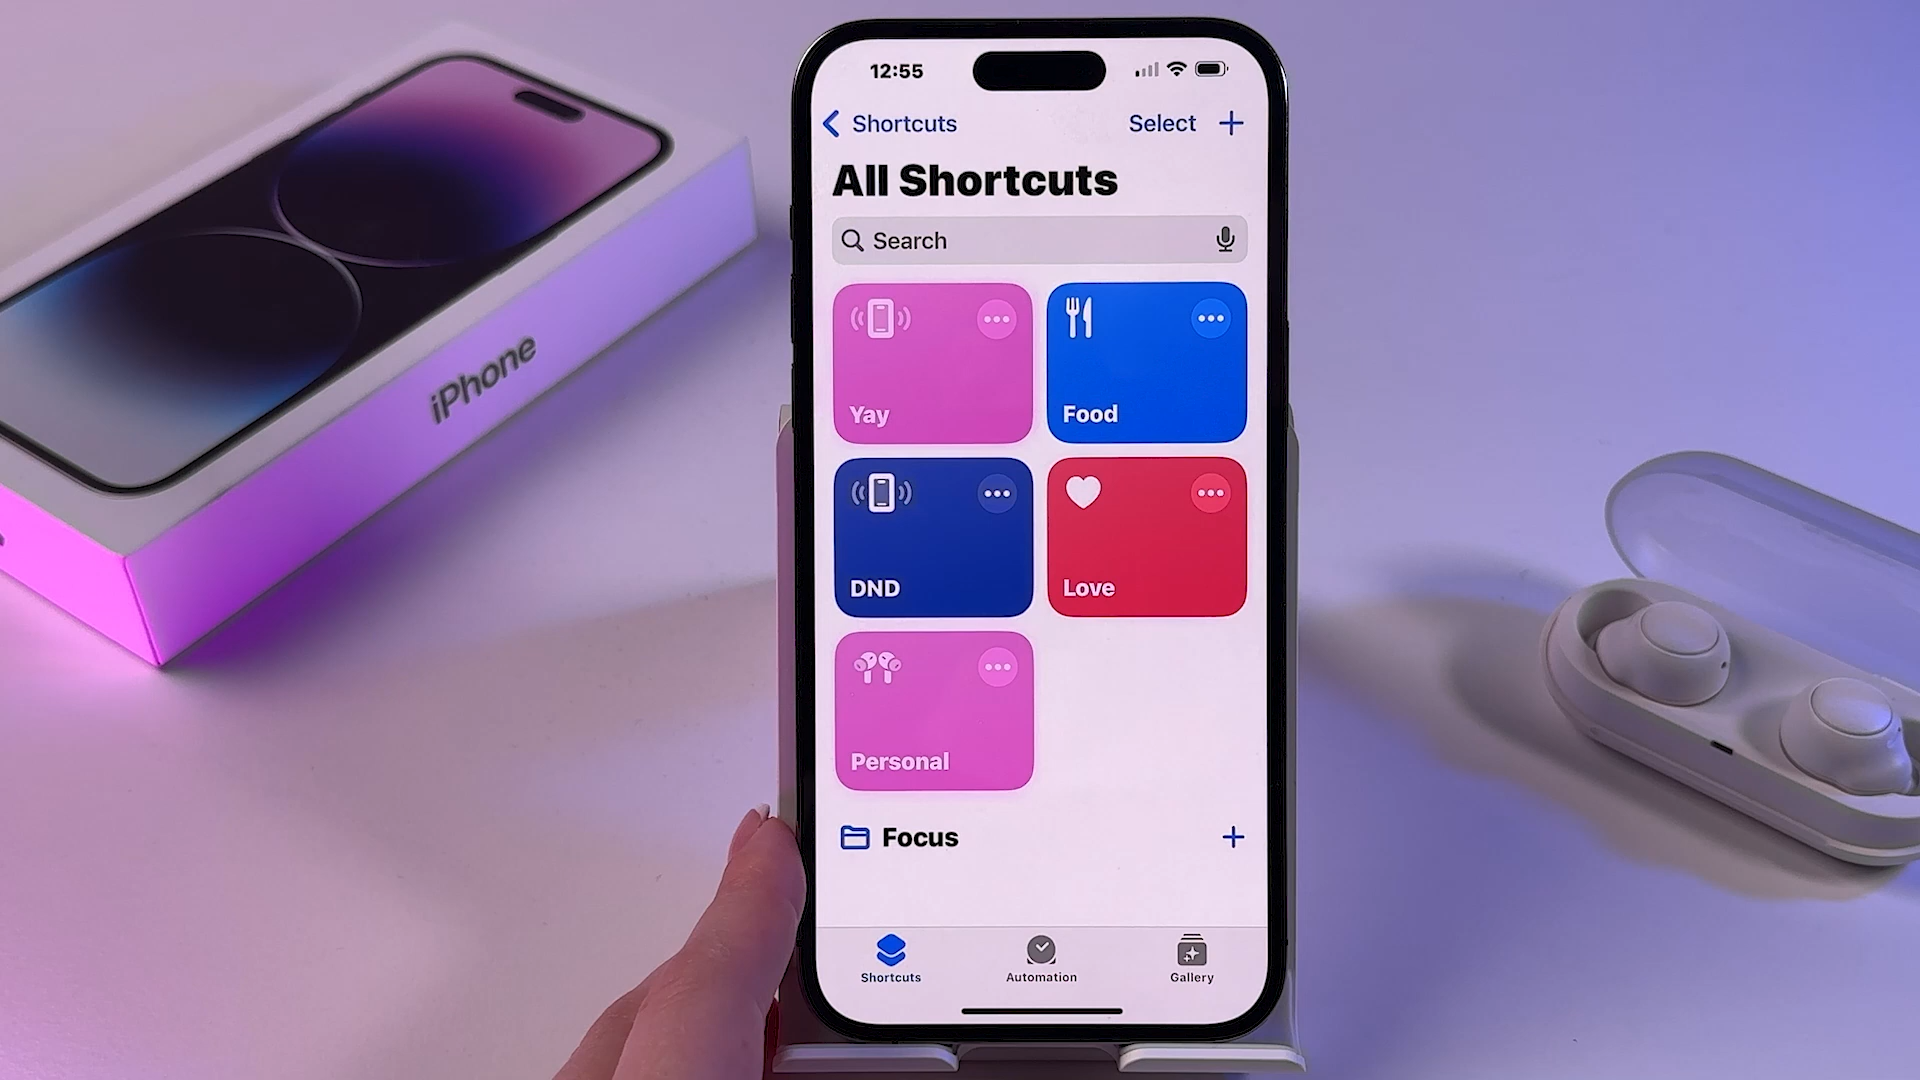 iPhone
12:55
Shortcuts
Select
All Shortcuts
Search
Yay
Food
DND
Love
Personal
Focus
Shortcuts
Automation
Gallery